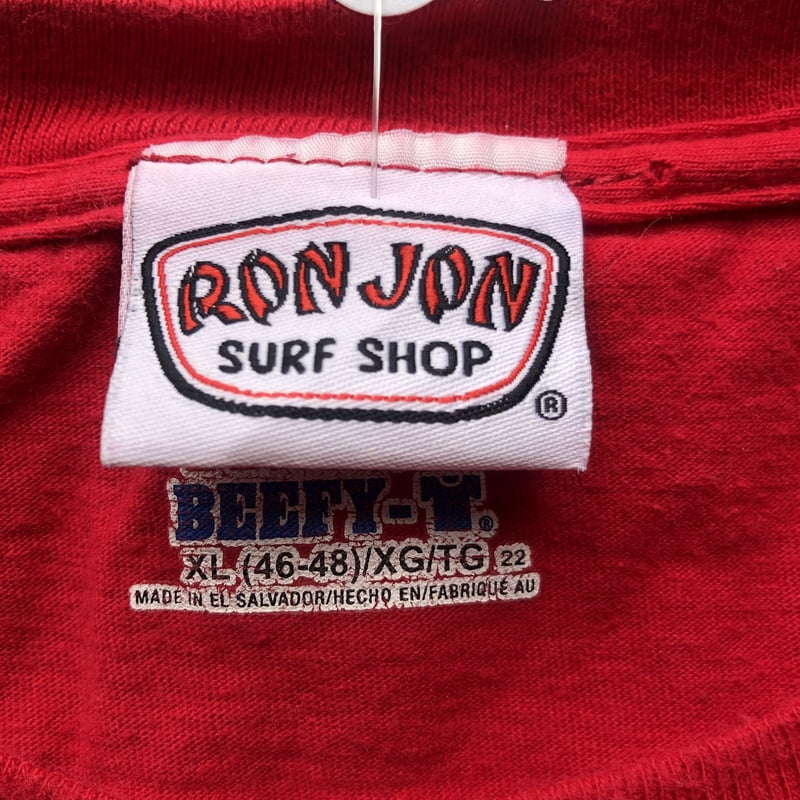 RON JON
SURF SHOP
®
BEEFY-T®
XL (46-48)/XG/TG 22
MADE IN EL SALVADOR/HECHO EN/FABRIQUÉ AU